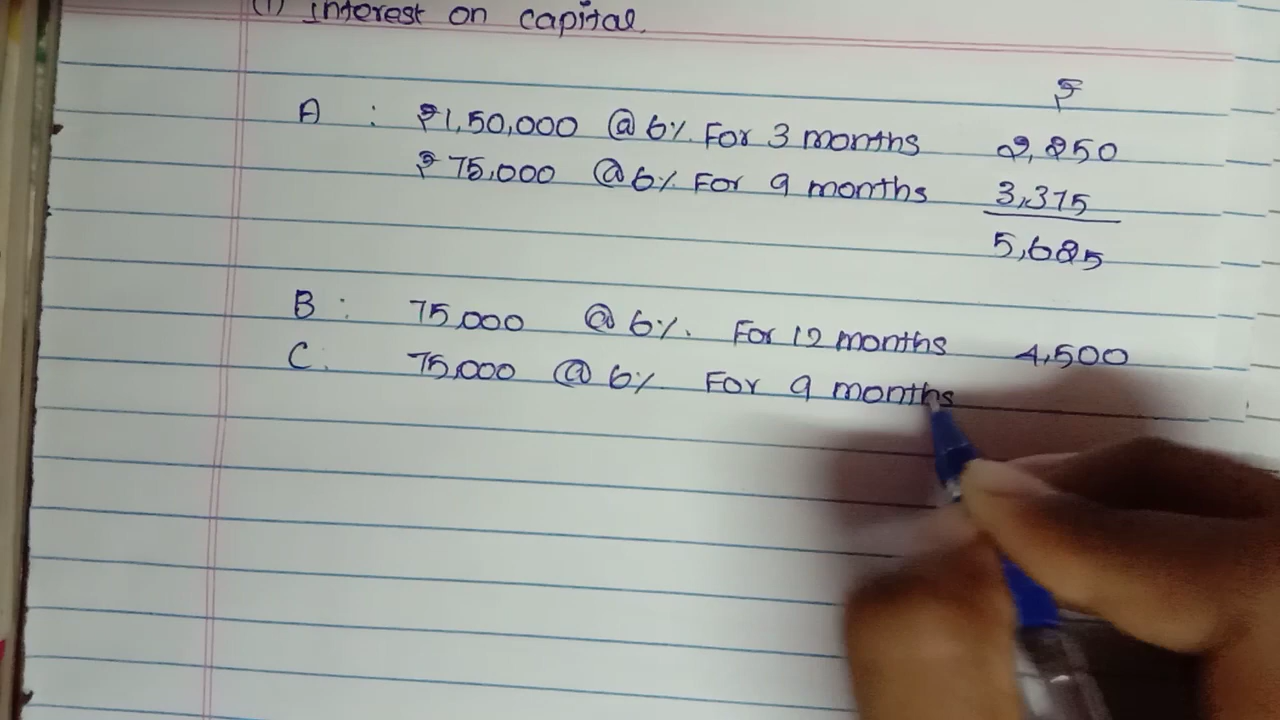 (1) Interest on capital.
₹
A : ₹1,50,000 @ 6% For 3 months 2,250
₹75,000 @ 6% For 9 months 3,375
5,625
B : 75,000 @ 6%. For 12 months 4,500
C. 75,000 @ 6% For 9 months